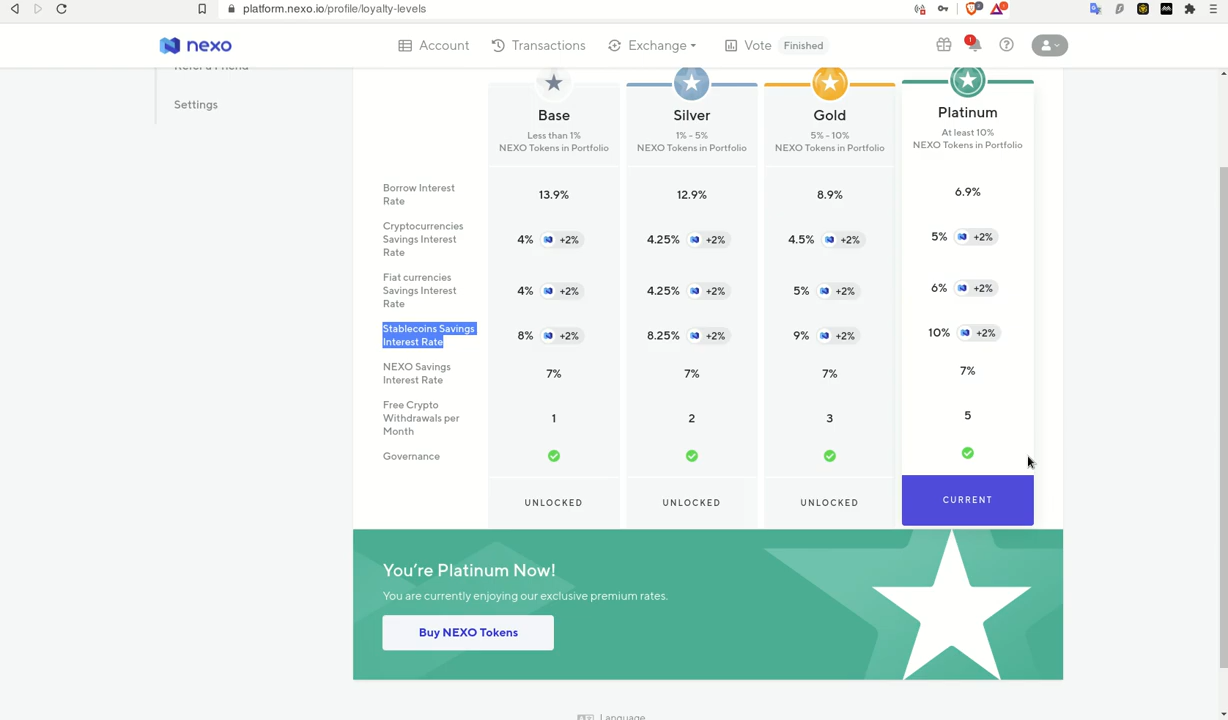 platform.nexo.io/profile/loyalty-levels
nexo
Account
Transactions
Exchange
Vote
Finished
1
Refer a Friend
Settings
Base
Less than 1%
NEXO Tokens in Portfolio
Silver
1% - 5%
NEXO Tokens in Portfolio
Gold
5% - 10%
NEXO Tokens in Portfolio
Platinum
At least 10%
NEXO Tokens in Portfolio
Borrow Interest
Rate
13.9%
12.9%
8.9%
6.9%
Cryptocurrencies
Savings Interest
Rate
4% +2%
4.25% +2%
4.5% +2%
5% +2%
Fiat currencies
Savings Interest
Rate
4% +2%
4.25% +2%
5% +2%
6% +2%
Stablecoins Savings
Interest Rate
8% +2%
8.25% +2%
9% +2%
10% +2%
NEXO Savings
Interest Rate
7%
7%
7%
7%
Free Crypto
Withdrawals per
Month
1
2
3
5
Governance
UNLOCKED
UNLOCKED
UNLOCKED
CURRENT
You're Platinum Now!
You are currently enjoying our exclusive premium rates.
Buy NEXO Tokens
Language